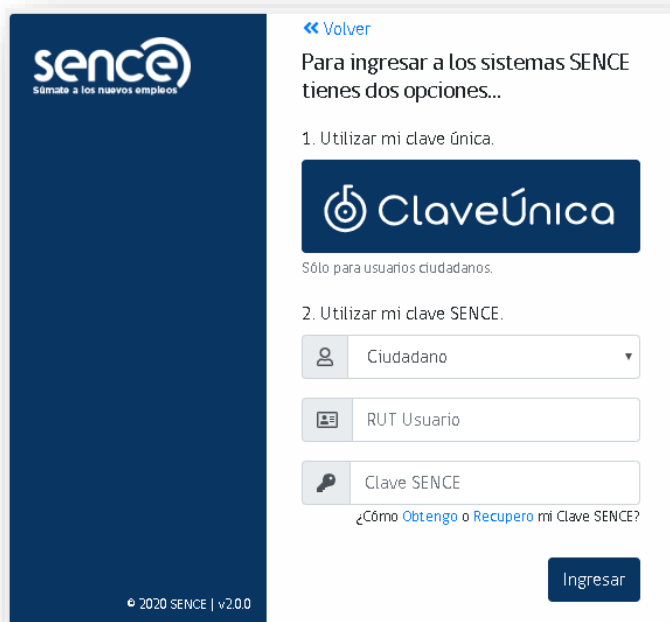 sence
Súmate a los nuevos empleos
© 2020 SENCE | v2.0.0
Volver
Para ingresar a los sistemas SENCE
tienes dos opciones...
1. Utilizar mi clave única.
ClaveÚnica
Sólo para usuarios ciudadanos.
2. Utilizar mi clave SENCE.
Ciudadano
RUT Usuario
Clave SENCE
¿Cómo Obtengo o Recupero mi Clave SENCE?
Ingresar